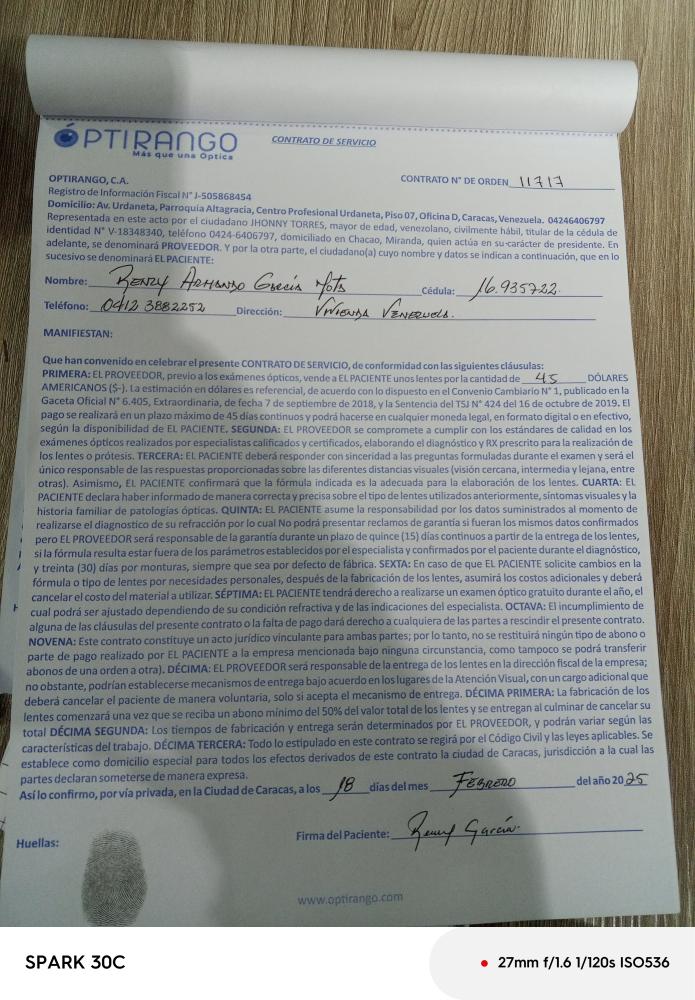 ÓPTIRANGO
Más que una Optica
CONTRATO DE SERVICIO
OPTIRANGO, C.A.
CONTRATO N° DE ORDEN 11717
Registro de Información Fiscal N° J-505868454
Domicilio: Av. Urdaneta, Parroquia Altagracia, Centro Profesional Urdaneta, Piso 07, Oficina D, Caracas, Venezuela. 04246406797
Representada en este acto por el ciudadano JHONNY TORRES, mayor de edad, venezolano, civilmente hábil, titular de la cédula de
identidad N° V-18348340, teléfono 0424-6406797, domiciliado en Chacao, Miranda, quien actúa en su carácter de presidente. En
adelante, se denominará PROVEEDOR. Y por la otra parte, el ciudadano(a) cuyo nombre y datos se indican a continuación, que en lo
sucesivo se denominará EL PACIENTE:
Nombre: Renzy Armando García Mota Cédula: 16.935722
Teléfono: 0412 3882252 Dirección: Vivienda Venezuela.
MANIFIESTAN:
Que han convenido en celebrar el presente CONTRATO DE SERVICIO, de conformidad con las siguientes cláusulas:
PRIMERA: EL PROVEEDOR, previo a los exámenes ópticos, vende a EL PACIENTE unos lentes por la cantidad de 45 DÓLARES
AMERICANOS ($-). La estimación en dólares es referencial, de acuerdo con lo dispuesto en el Convenio Cambiario N° 1, publicado en la
Gaceta Oficial N° 6.405, Extraordinaria, de fecha 7 de septiembre de 2018, y la Sentencia del TSJ N° 424 del 16 de octubre de 2019. El
pago se realizará en un plazo máximo de 45 días continuos y podrá hacerse en cualquier moneda legal, en formato digital o en efectivo,
según la disponibilidad de EL PACIENTE. SEGUNDA: EL PROVEEDOR se compromete a cumplir con los estándares de calidad en los
exámenes ópticos realizados por especialistas calificados y certificados, elaborando el diagnóstico y RX prescrito para la realización de
los lentes o prótesis. TERCERA: EL PACIENTE deberá responder con sinceridad a las preguntas formuladas durante el examen y será el
único responsable de las respuestas proporcionadas sobre las diferentes distancias visuales (visión cercana, intermedia y lejana, entre
otras). Asimismo, EL PACIENTE confirmará que la fórmula indicada es la adecuada para la elaboración de los lentes. CUARTA: EL
PACIENTE declara haber informado de manera correcta y precisa sobre el tipo de lentes utilizados anteriormente, síntomas visuales y la
historia familiar de patologías ópticas. QUINTA: EL PACIENTE asume la responsabilidad por los datos suministrados al momento de
realizarse el diagnostico de su refracción por lo cual No podrá presentar reclamos de garantía si fueran los mismos datos confirmados
pero EL PROVEEDOR será responsable de la garantía durante un plazo de quince (15) días continuos a partir de la entrega de los lentes,
si la fórmula resulta estar fuera de los parámetros establecidos por el especialista y confirmados por el paciente durante el diagnóstico,
y treinta (30) días por monturas, siempre que sea por defecto de fábrica. SEXTA: En caso de que EL PACIENTE solicite cambios en la
fórmula o tipo de lentes por necesidades personales, después de la fabricación de los lentes, asumirá los costos adicionales y deberá
cancelar el costo del material a utilizar. SÉPTIMA: EL PACIENTE tendrá derecho a realizarse un examen óptico gratuito durante el año, el
cual podrá ser ajustado dependiendo de su condición refractiva y de las indicaciones del especialista. OCTAVA: El incumplimiento de
alguna de las cláusulas del presente contrato o la falta de pago dará derecho a cualquiera de las partes a rescindir el presente contrato.
NOVENA: Este contrato constituye un acto jurídico vinculante para ambas partes; por lo tanto, no se restituirá ningún tipo de abono o
parte de pago realizado por EL PACIENTE a la empresa mencionada bajo ninguna circunstancia, como tampoco se podrá transferir
abonos de una orden a otra). DÉCIMA: EL PROVEEDOR será responsable de la entrega de los lentes en la dirección fiscal de la empresa;
no obstante, podrían establecerse mecanismos de entrega bajo acuerdo en los lugares de la Atención Visual, con un cargo adicional que
deberá cancelar el paciente de manera voluntaria, solo si acepta el mecanismo de entrega. DÉCIMA PRIMERA: La fabricación de los
lentes comenzará una vez que se reciba un abono mínimo del 50% del valor total de los lentes y se entregan al culminar de cancelar su
total DÉCIMA SEGUNDA: Los tiempos de fabricación y entrega serán determinados por EL PROVEEDOR, y podrán variar según las
características del trabajo. DÉCIMA TERCERA: Todo lo estipulado en este contrato se regirá por el Código Civil y las leyes aplicables. Se
establece como domicilio especial para todos los efectos derivados de este contrato la ciudad de Caracas, jurisdicción a la cual las
partes declaran someterse de manera expresa.
Así lo confirmo, por vía privada, en la Ciudad de Caracas, a los 18 días del mes Febrero del año 2025
Huellas:
Firma del Paciente: Renzy García
www.optirango.com
SPARK 30C
27mm f/1.6 1/120s ISO536